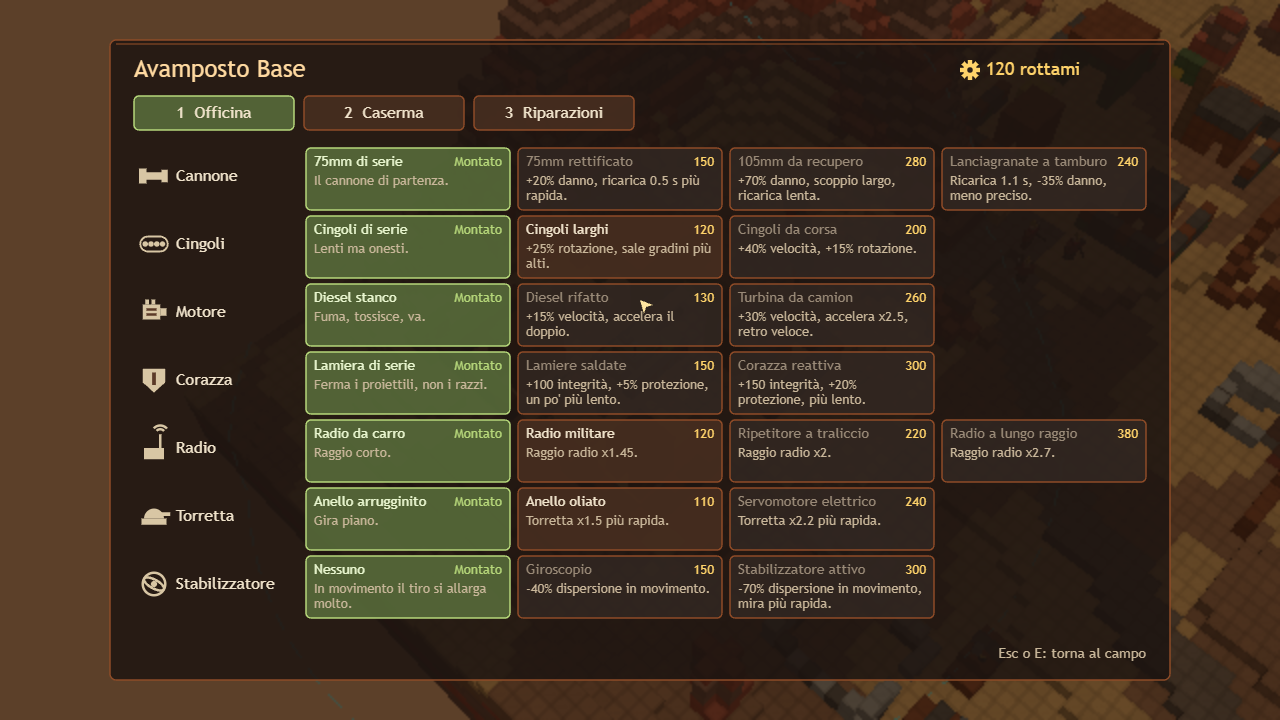 Avamposto Base
120 rottami
1 Officina
2 Caserma
3 Riparazioni
Cannone
75mm di serie Montato
Il cannone di partenza.
75mm rettificato 150
+20% danno, ricarica 0.5 s più
rapida.
105mm da recupero 280
+70% danno, scoppio largo,
ricarica lenta.
Lanciagranate a tamburo 240
Ricarica 1.1 s, -35% danno,
meno preciso.
Cingoli
Cingoli di serie Montato
Lenti ma onesti.
Cingoli larghi 120
+25% rotazione, sale gradini più
alti.
Cingoli da corsa 200
+40% velocità, +15% rotazione.
Motore
Diesel stanco Montato
Fuma, tossisce, va.
Diesel rifatto 130
+15% velocità, accelera il
doppio.
Turbina da camion 260
+30% velocità, accelera x2.5,
retro veloce.
Corazza
Lamiera di serie Montato
Ferma i proiettili, non i razzi.
Lamiere saldate 150
+100 integrità, +5% protezione,
un po' più lento.
Corazza reattiva 300
+150 integrità, +20%
protezione, più lento.
Radio
Radio da carro Montato
Raggio corto.
Radio militare 120
Raggio radio x1.45.
Ripetitore a traliccio 220
Raggio radio x2.
Radio a lungo raggio 380
Raggio radio x2.7.
Torretta
Anello arrugginito Montato
Gira piano.
Anello oliato 110
Torretta x1.5 più rapida.
Servomotore elettrico 240
Torretta x2.2 più rapida.
Stabilizzatore
Nessuno Montato
In movimento il tiro si allarga
molto.
Giroscopio 150
-40% dispersione in movimento.
Stabilizzatore attivo 300
-70% dispersione in movimento,
mira più rapida.
Esc o E: torna al campo